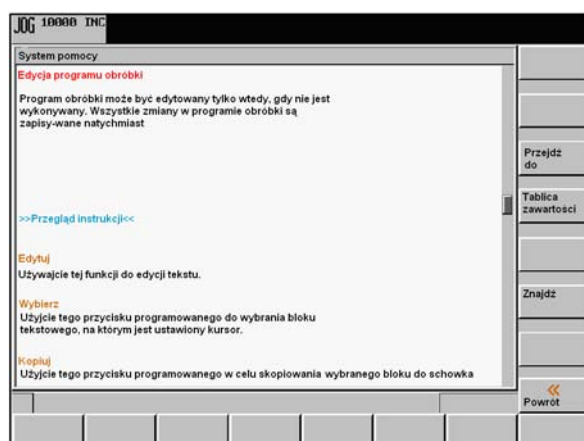 JOG 10000 INC
System pomocy
Edycja programu obróbki
Program obróbki może być edytowany tylko wtedy, gdy nie jest
wykonywany. Wszystkie zmiany w programie obróbki są
zapisy-wane natychmiast
>>Przegląd instrukcji<<
Edytuj
Używajcie tej funkcji do edycji tekstu.
Wybierz
Użyjcie tego przycisku programowanego do wybrania bloku
tekstowego, na którym jest ustawiony kursor.
Kopiuj
Użyjcie tego przycisku programowanego w celu skopiowania wybranego bloku do schowka
Przejdź
do
Tablica
zawartości
Znajdź
Powrót